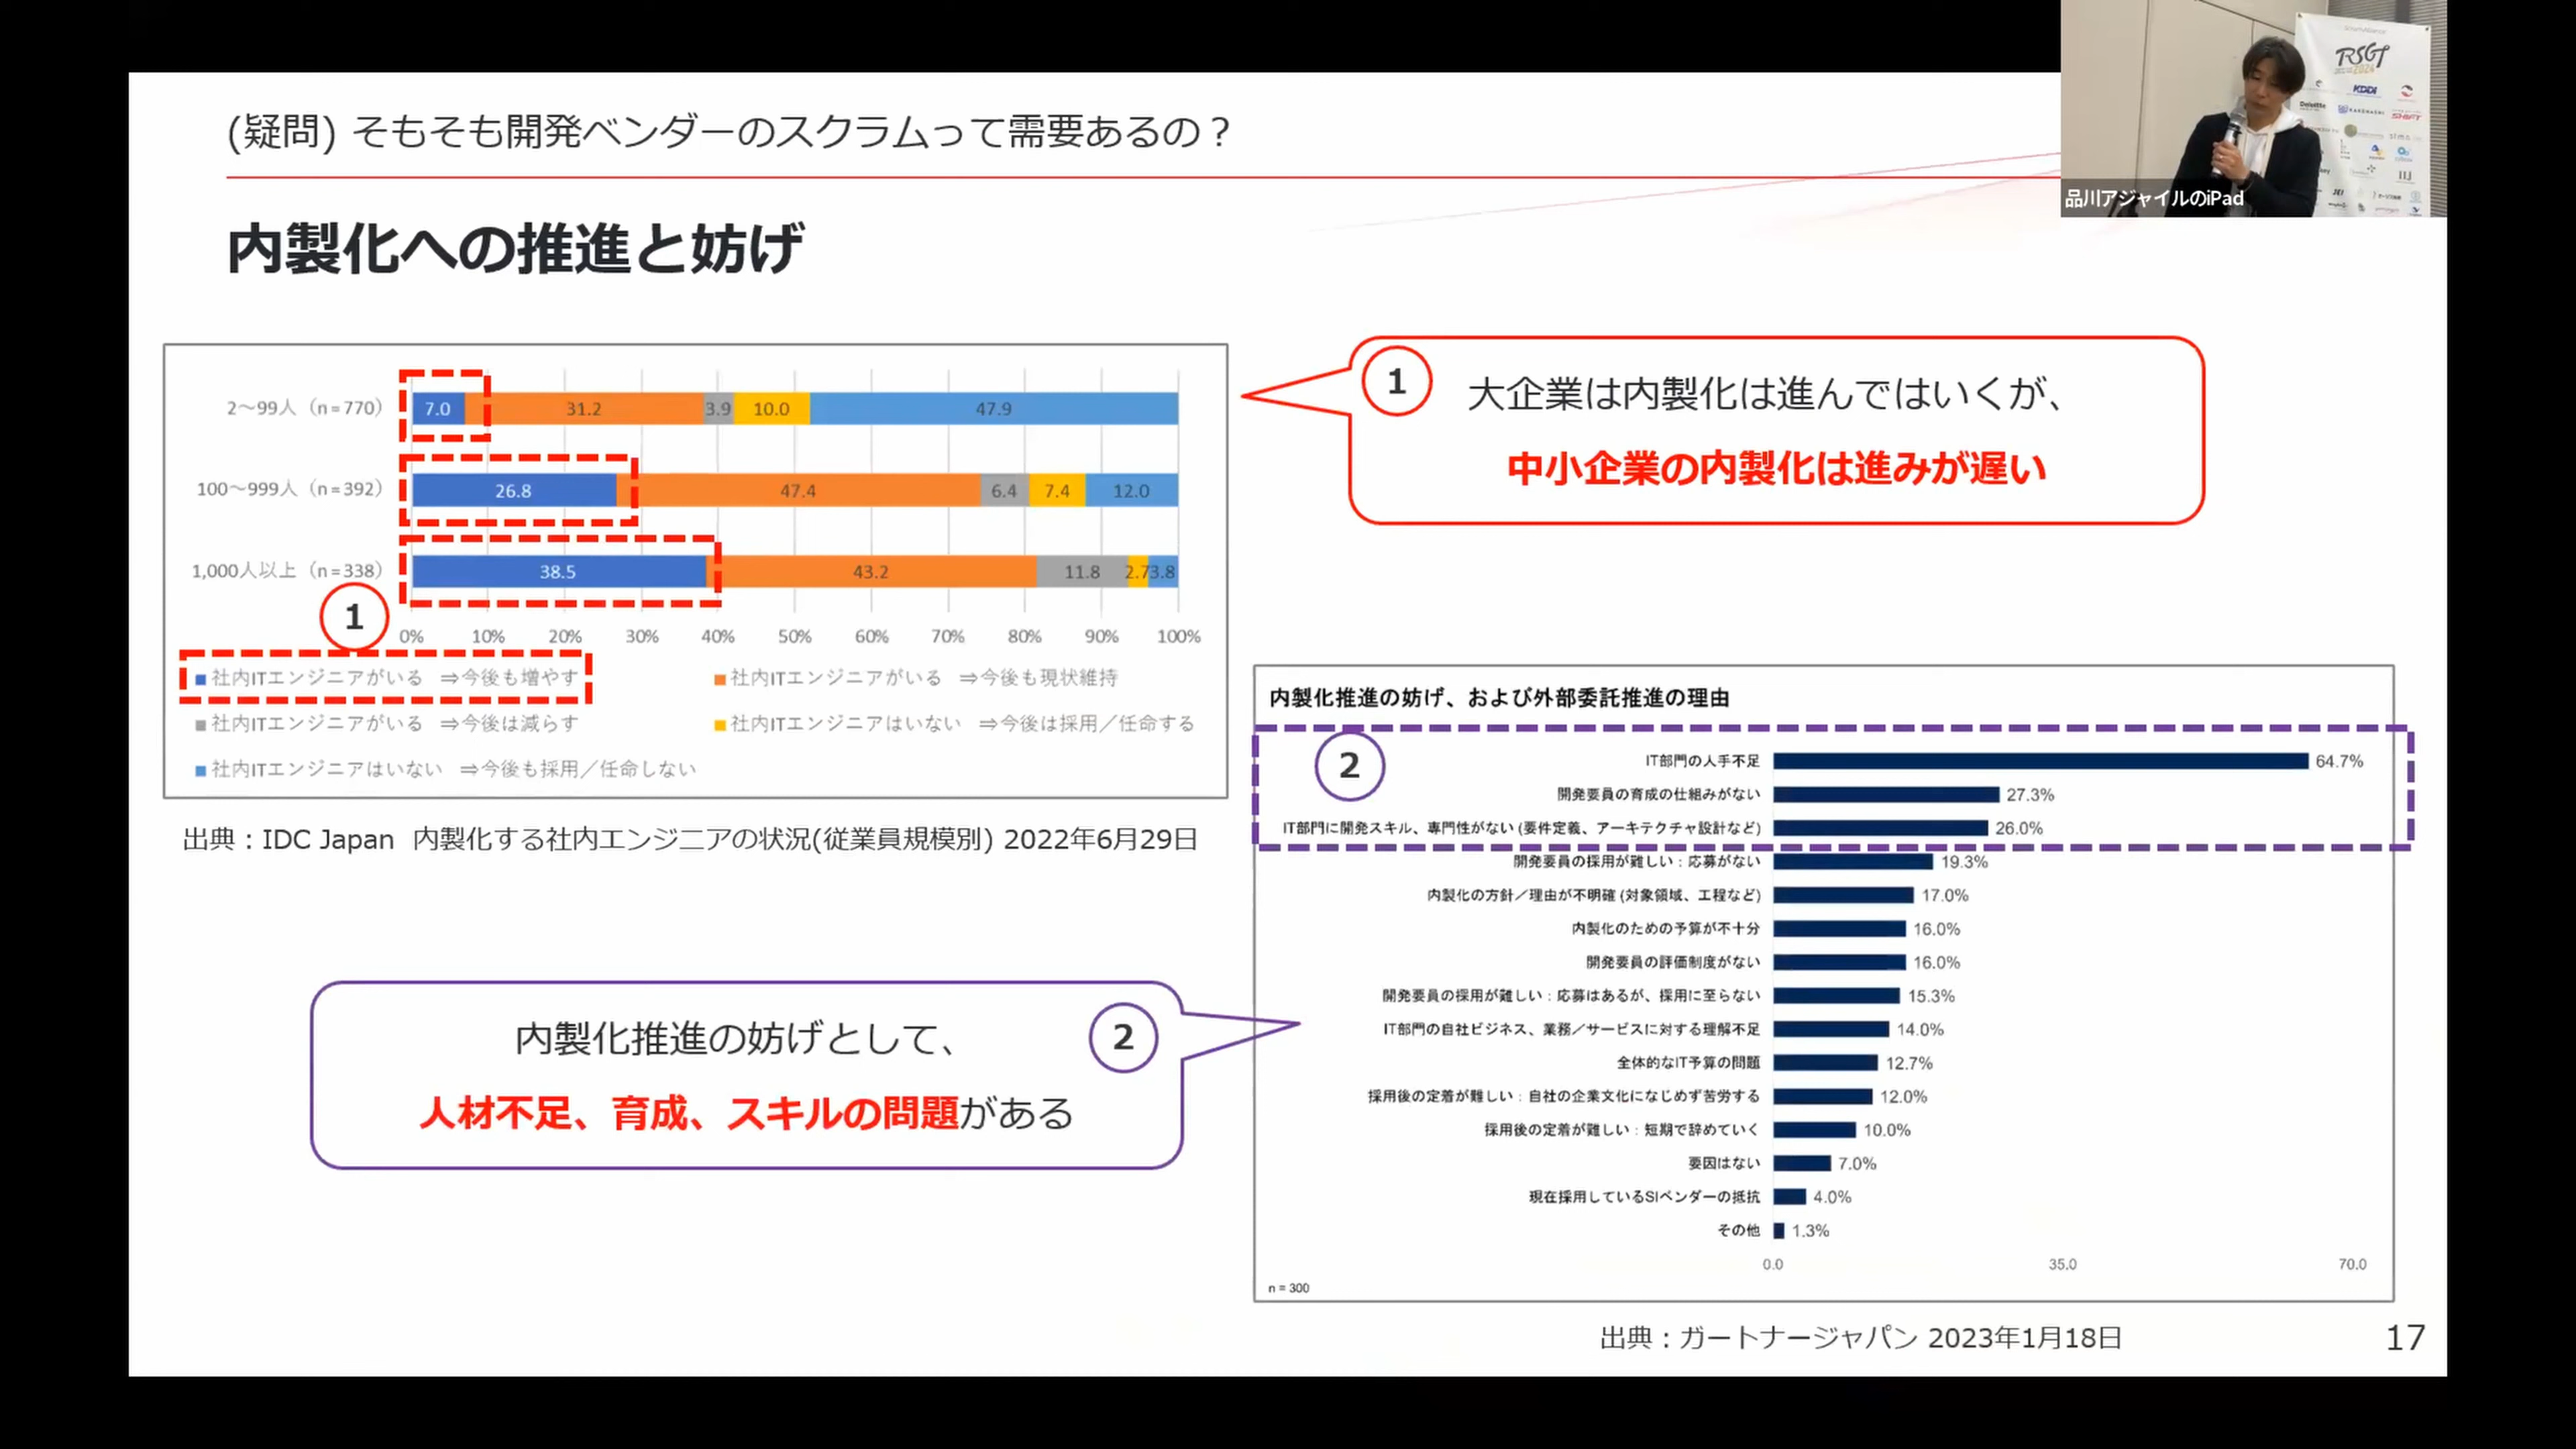 (疑問) そもそも開発ベンダーのスクラムって需要あるの？
内製化への推進と妨げ
RSGT
2024
KDDI
Deloitte
SHIFT
IIJ
品川アジャイルのiPad
2～99人（n=770） 7.0 31.2 3.9 10.0 47.9
100～999人（n=392） 26.8 47.4 6.4 7.4 12.0
1,000人以上（n=338） 38.5 43.2 11.8 2.7 3.8
1
0% 10% 20% 30% 40% 50% 60% 70% 80% 90% 100%
社内ITエンジニアがいる ⇒今後も増やす
社内ITエンジニアがいる ⇒今後も現状維持
社内ITエンジニアがいる ⇒今後は減らす
社内ITエンジニアはいない ⇒今後は採用／任命する
社内ITエンジニアはいない ⇒今後も採用／任命しない
出典：IDC Japan 内製化する社内エンジニアの状況(従業員規模別) 2022年6月29日
1
大企業は内製化は進んではいくが、
中小企業の内製化は進みが遅い
内製化推進の妨げ、および外部委託推進の理由
2
IT部門の人手不足 64.7%
開発要員の育成の仕組みがない 27.3%
IT部門に開発スキル、専門性がない (要件定義、アーキテクチャ設計など) 26.0%
開発要員の採用が難しい：応募がない 19.3%
内製化の方針／理由が不明確 (対象領域、工程など) 17.0%
内製化のための予算が不十分 16.0%
開発要員の評価制度がない 16.0%
開発要員の採用が難しい：応募はあるが、採用に至らない 15.3%
IT部門の自社ビジネス、業務／サービスに対する理解不足 14.0%
全体的なIT予算の問題 12.7%
採用後の定着が難しい：自社の企業文化になじめず苦労する 12.0%
採用後の定着が難しい：短期で辞めていく 10.0%
要因はない 7.0%
現在採用しているSIベンダーの抵抗 4.0%
その他 1.3%
0.0 35.0 70.0
n = 300
内製化推進の妨げとして、
2
人材不足、育成、スキルの問題がある
出典：ガートナージャパン 2023年1月18日
17